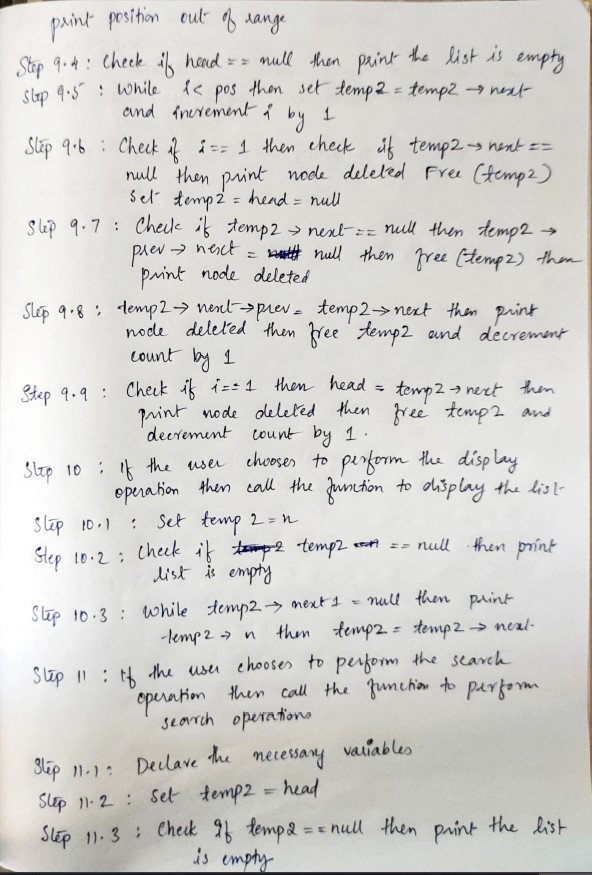 print position out of range
Step 9.4 : Check if head == null then print the list is empty
Step 9.5 : While i< pos then set temp2 = temp2 → next
and increment i by 1
Step 9.6 : Check if i== 1 then check if temp2 → next ==
null then print node deleted Free (temp2)
Set temp2 = head = null
Step 9.7 : Check if temp2 → next == null then temp2 →
prev → next = null then free (temp2) then
print node deleted
Step 9.8 : temp2 → next → prev = temp2 → next then print
node deleted then free temp2 and decrement
count by 1
Step 9.9 : Check if i==1 then head = temp2 → next then
print node deleted then free temp2 and
decrement count by 1.
Step 10 : If the user chooses to perform the display
operation then call the function to display the list
Step 10.1 : Set temp 2 = n
Step 10.2 : Check if temp2 == null then print
list is empty
Step 10.3 : While temp2 → next 1 = null then print
temp2 → n then temp2 = temp2 → next.
Step 11 : If the user chooses to perform the search
operation then call the function to perform
search operations
Step 11.1 : Declare the necessary variables
Step 11.2 : Set temp2 = head
Step 11.3 : Check If temp2 == null then print the list
is empty